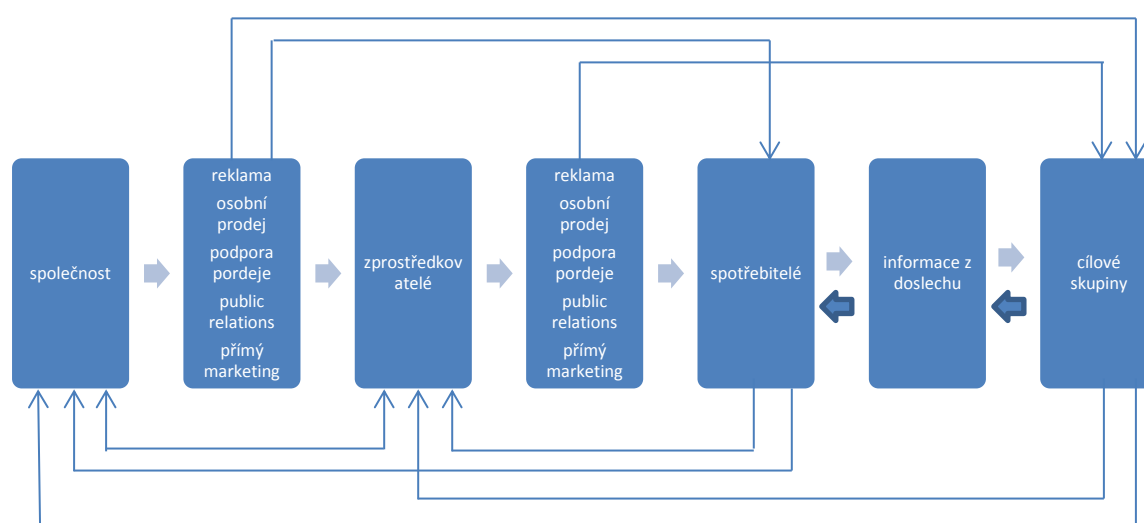 společnost
reklama
osobní
prodej
podpora
pordeje
public
relations
přímý
marketing
zprostředkov
atelé
reklama
osobní
prodej
podpora
pordeje
public
relations
přímý
marketing
spotřebitelé
informace z
doslechu
cílové
skupiny